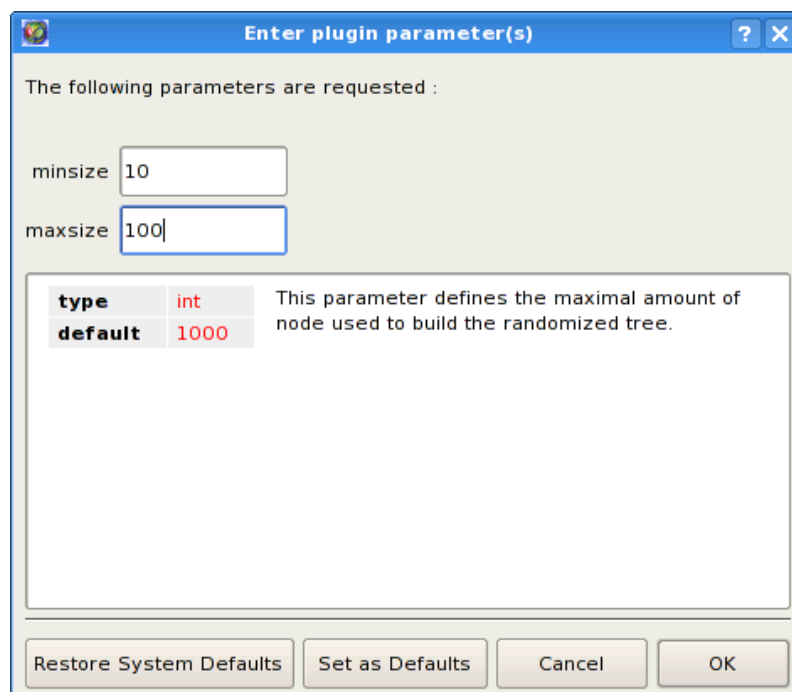 Enter plugin parameter(s)
The following parameters are requested :
minsize 10
maxsize 100
type int
default 1000
This parameter defines the maximal amount of
node used to build the randomized tree.
Restore System Defaults Set as Defaults Cancel OK